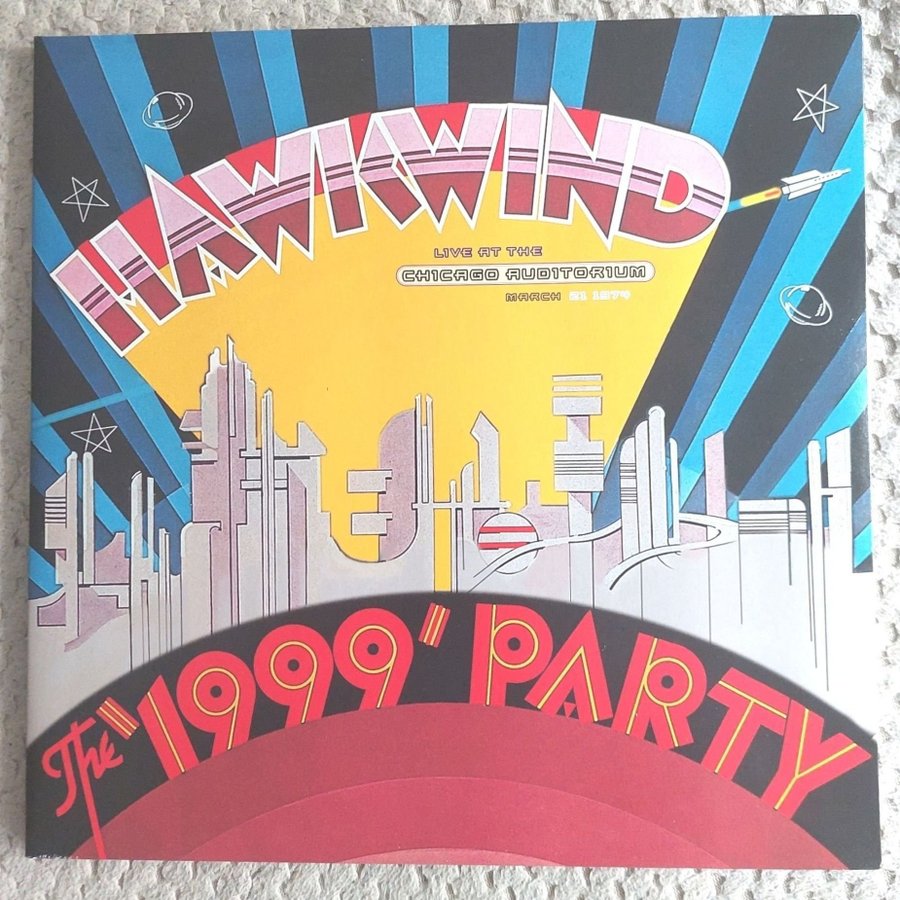 HAWKWIND
LIVE AT THE
CHICAGO AUDITORIUM
MARCH 21 1974
The "1999" PARTY